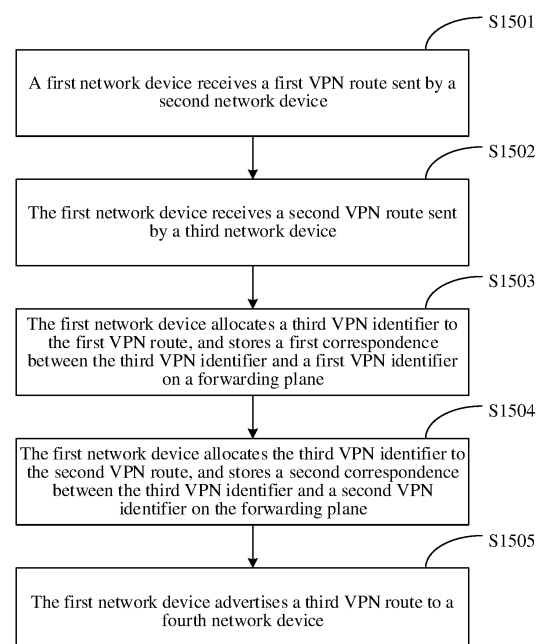 S1501
A first network device receives a first VPN route sent by a
second network device
S1502
The first network device receives a second VPN route sent
by a third network device
S1503
The first network device allocates a third VPN identifier to
the first VPN route, and stores a first correspondence
between the third VPN identifier and a first VPN identifier
on a forwarding plane
S1504
The first network device allocates the third VPN identifier to
the second VPN route, and stores a second correspondence
between the third VPN identifier and a second VPN
identifier on the forwarding plane
S1505
The first network device advertises a third VPN route to a
fourth network device